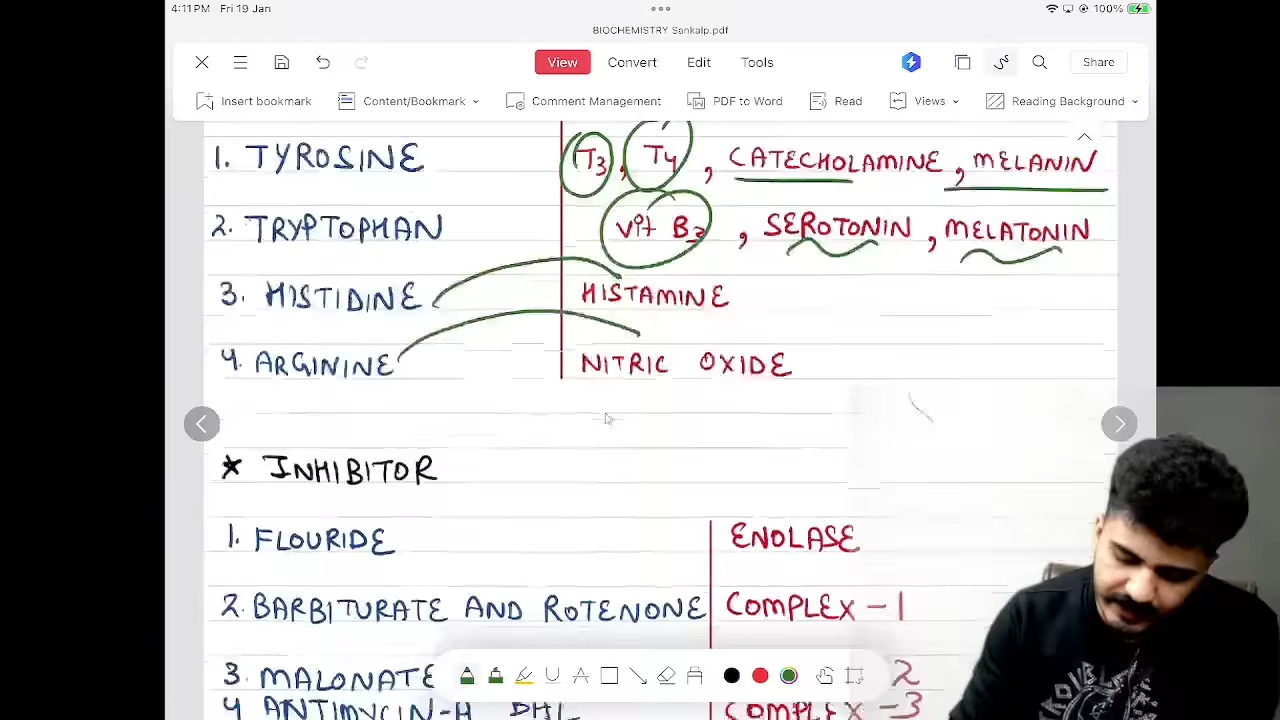 4:11PM Fri 19 Jan 100%
BIOCHEMISTRY Sankalp.pdf
View Convert Edit Tools Share
Insert bookmark Content/Bookmark Comment Management PDF to Word Read Views Reading Background
1. TYROSINE T3, T4, CATECHOLAMINE, MELANIN
2. TRYPTOPHAN Vit B3, SEROTONIN, MELATONIN
3. HISTIDINE HISTAMINE
4. ARGININE NITRIC OXIDE
* INHIBITOR
1. FLOURIDE ENOLASE
2. BARBITURATE AND ROTENONE COMPLEX - 1
3. MALONATE 2
4 ANTIMYCIN-A BAL COMPLEX - 3